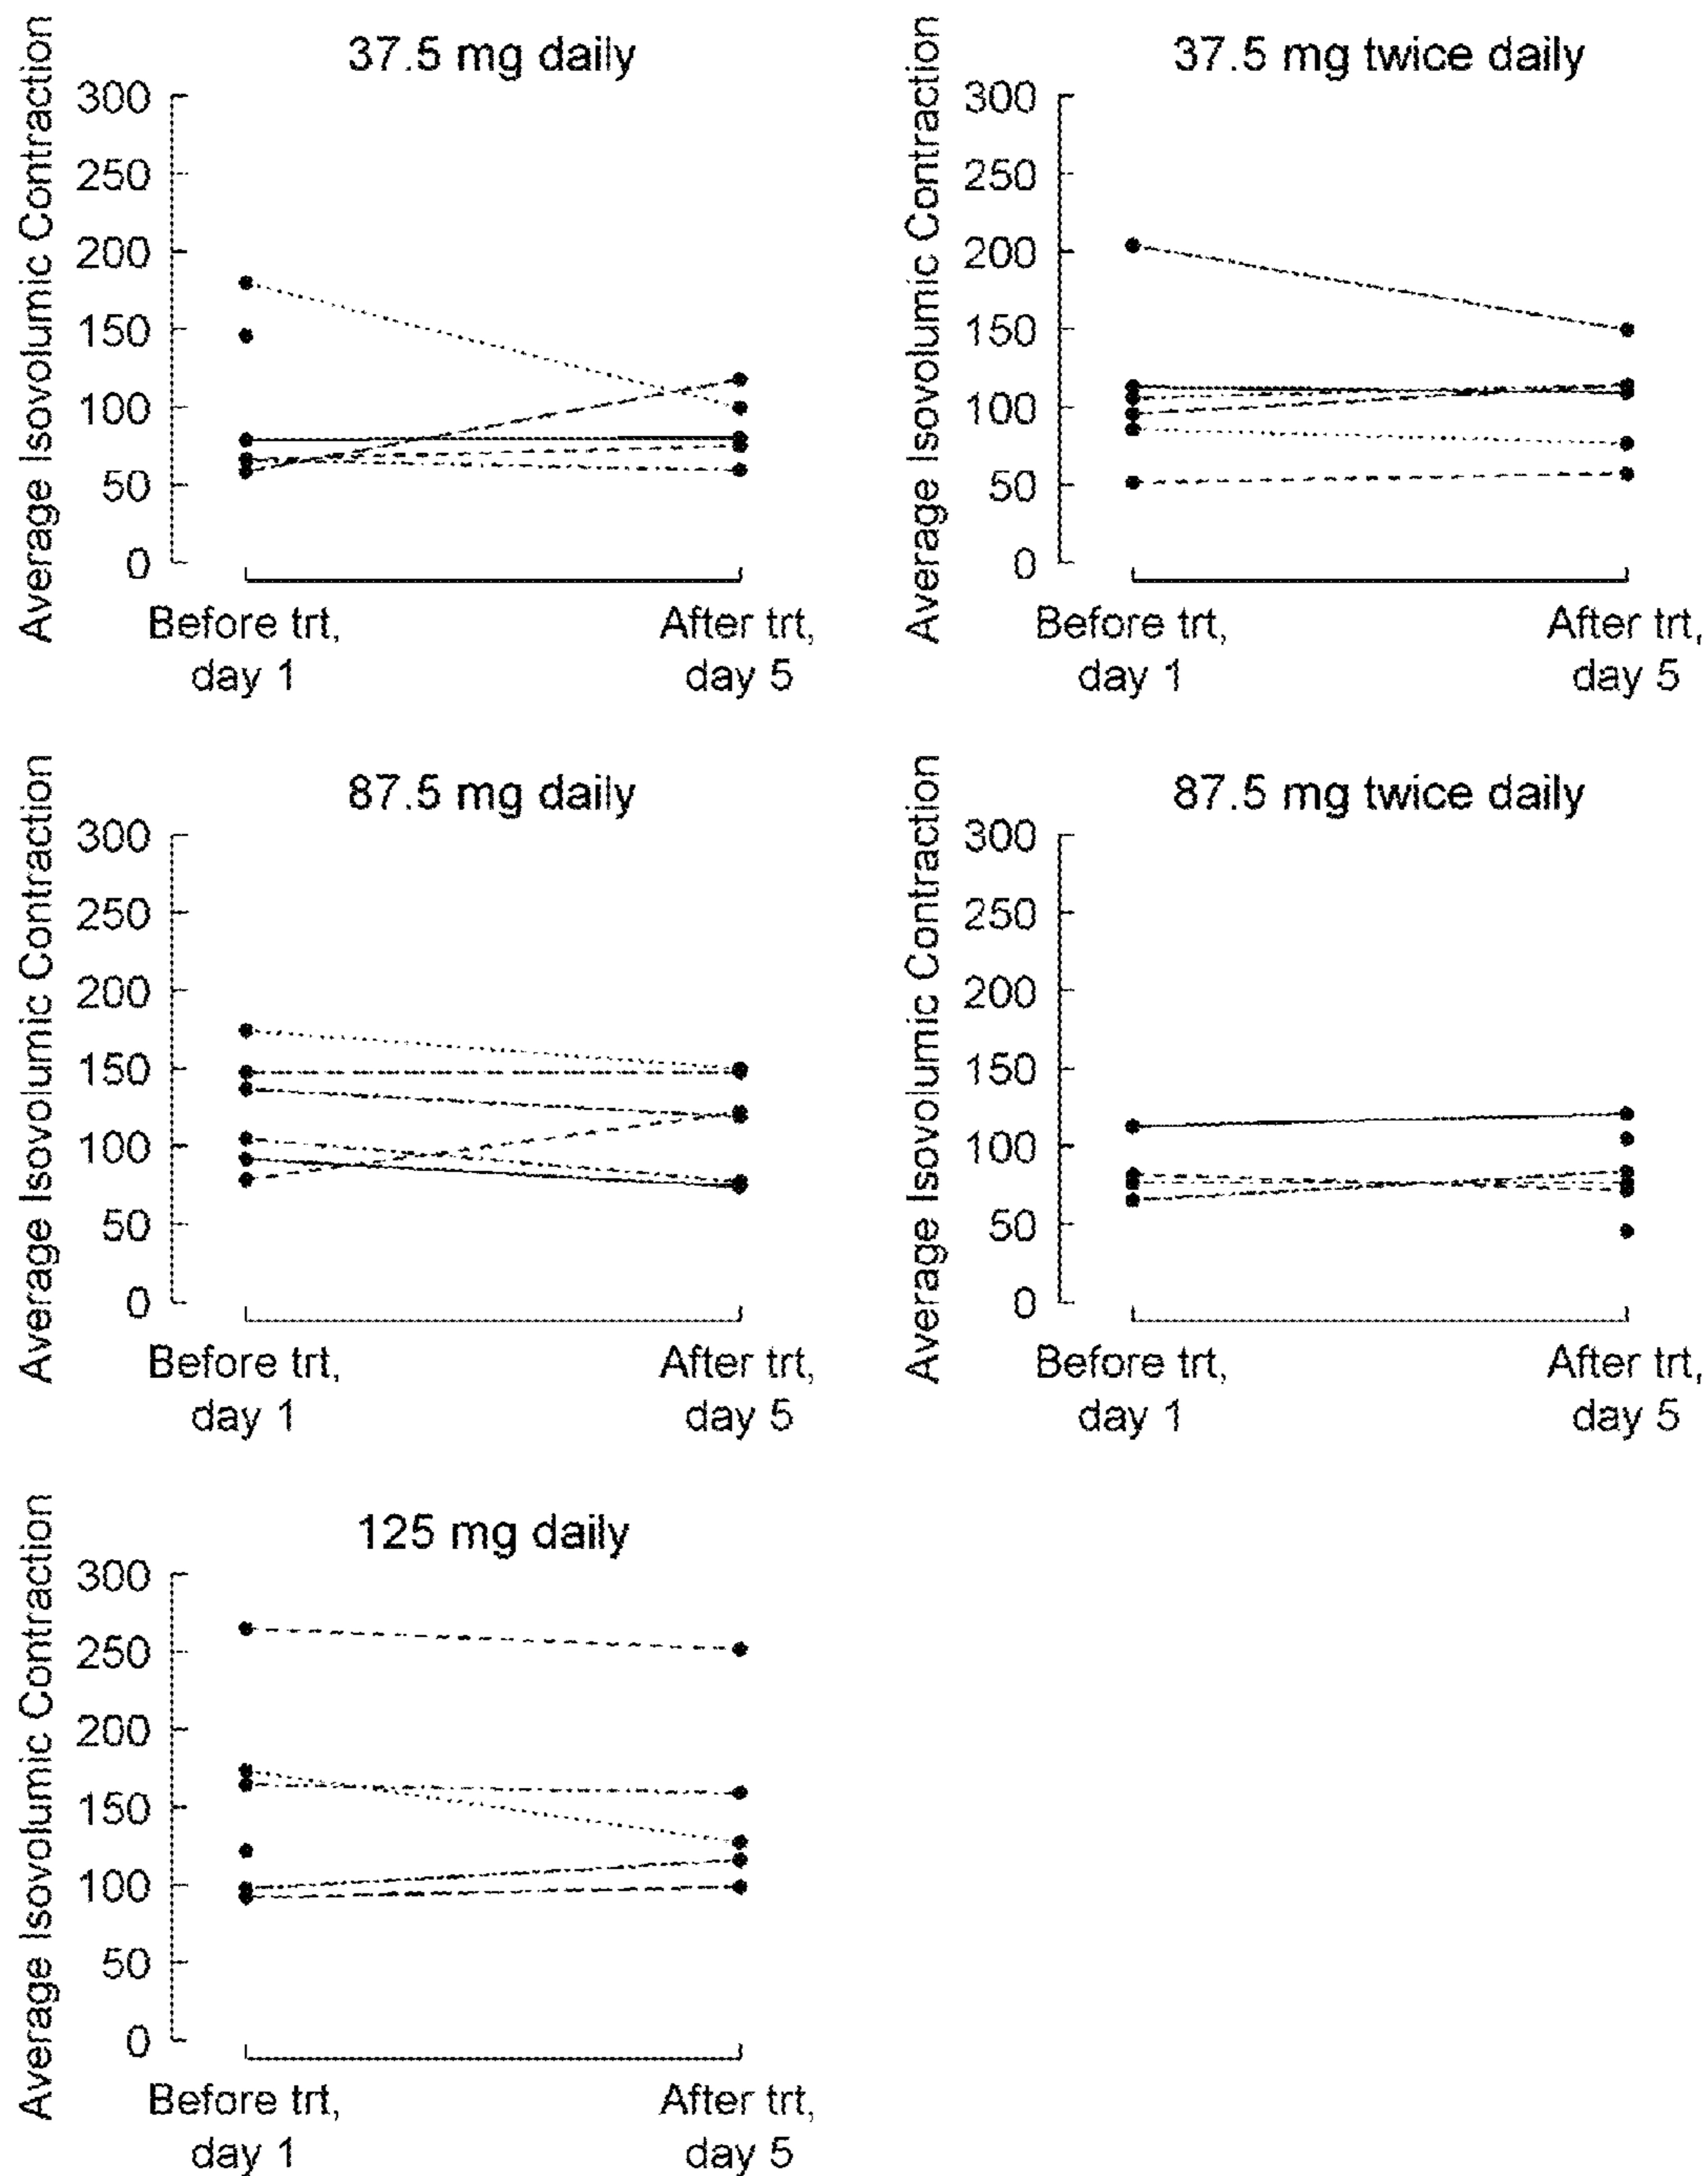 37.5 mg daily
Average Isovolumic Contraction
300
250
200
150
100
50
0
Before trt,
day 1
After trt,
day 5
37.5 mg twice daily
Average Isovolumic Contraction
300
250
200
150
100
50
0
Before trt,
day 1
After trt,
day 5
87.5 mg daily
Average Isovolumic Contraction
300
250
200
150
100
50
0
Before trt,
day 1
After trt,
day 5
87.5 mg twice daily
Average Isovolumic Contraction
300
250
200
150
100
50
0
Before trt,
day 1
After trt,
day 5
125 mg daily
Average Isovolumic Contraction
300
250
200
150
100
50
0
Before trt,
day 1
After trt,
day 5